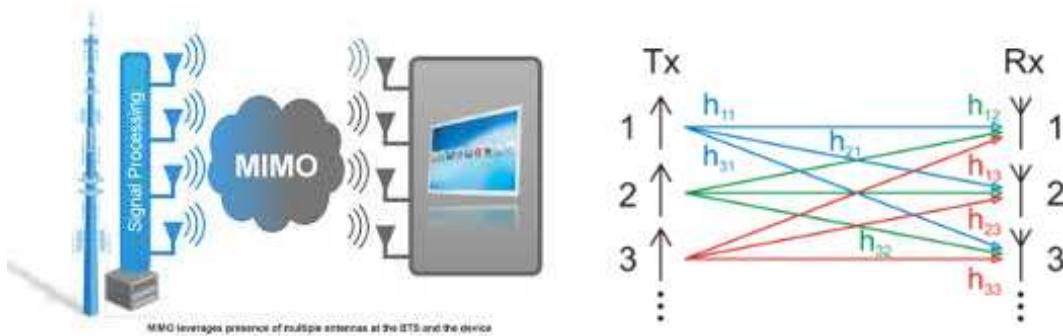 Signal Processing
MIMO
MIMO leverages presence of multiple antennas at the BTS and the device
Tx
Rx
1
h11
h12
1
h21
h31
h13
2
2
h23
h32
3
h33
3